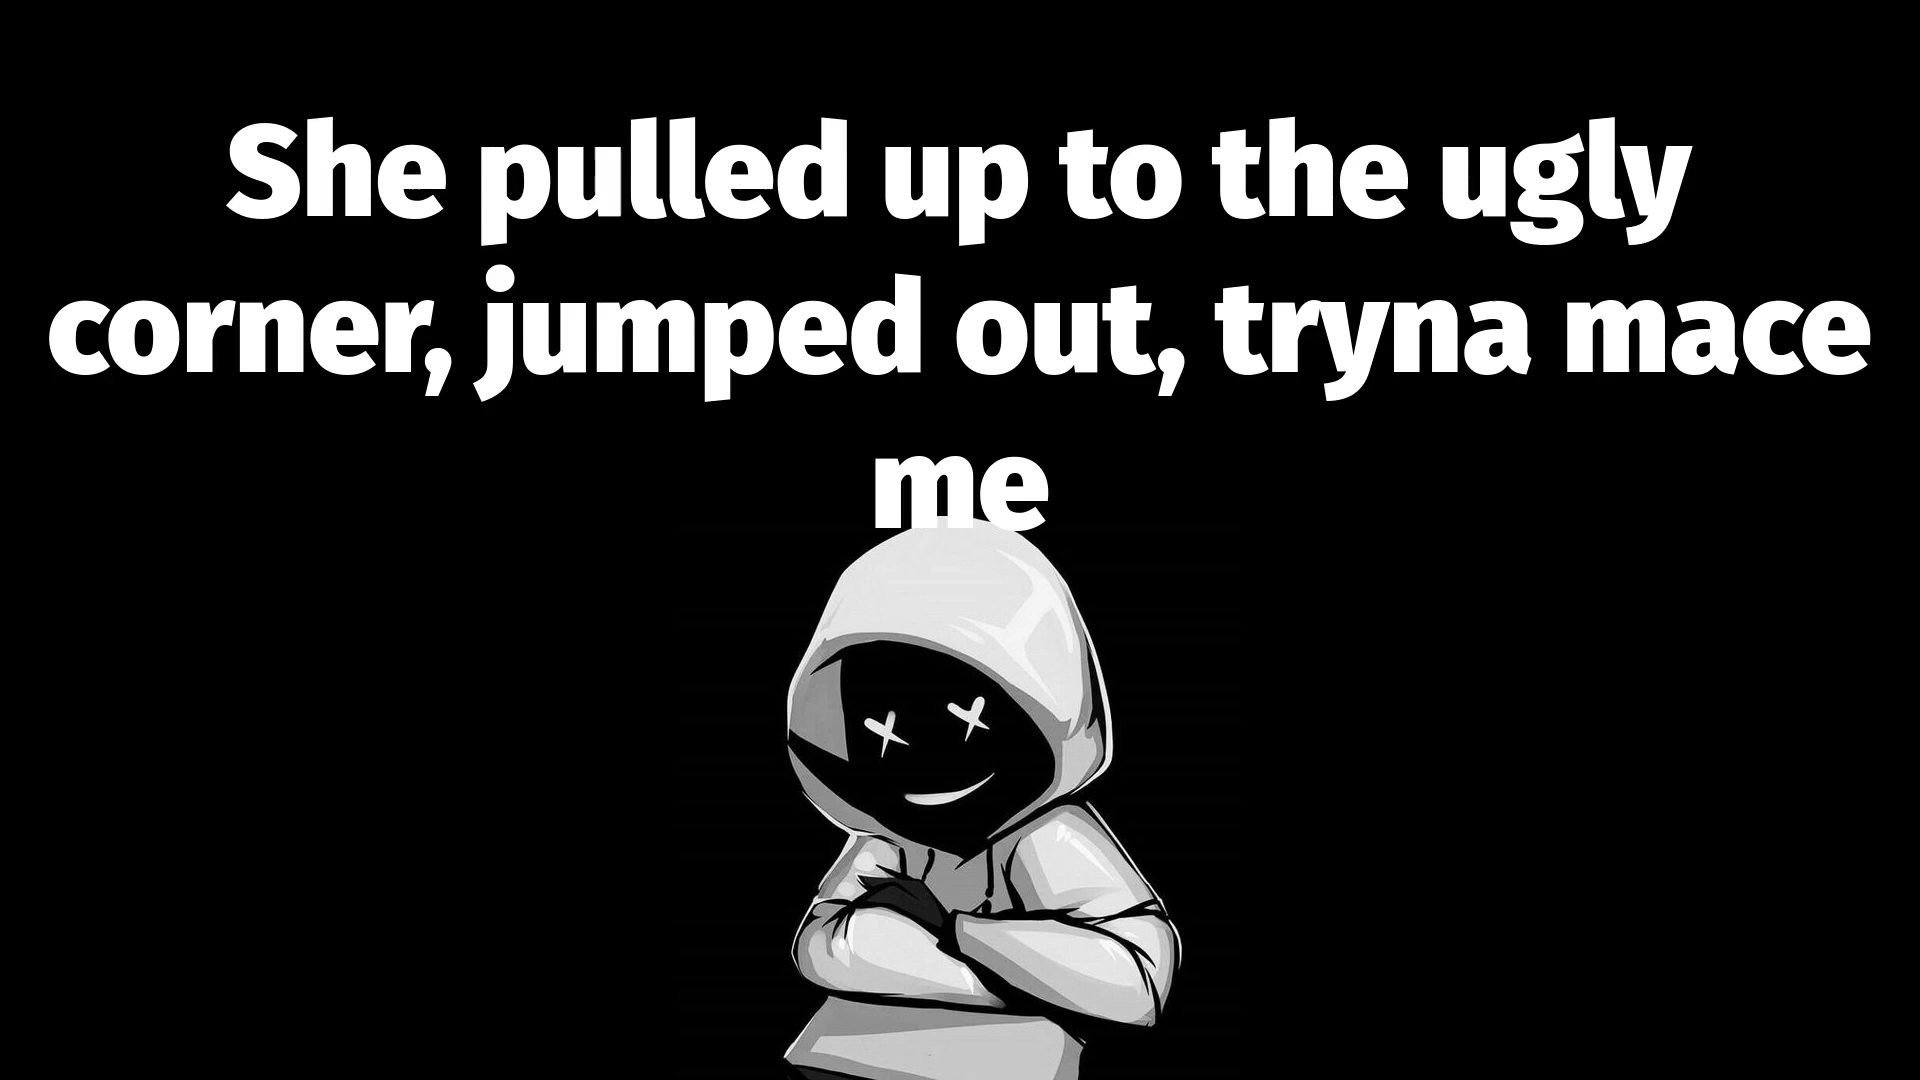 She pulled up to the ugly
corner, jumped out, tryna mace
me